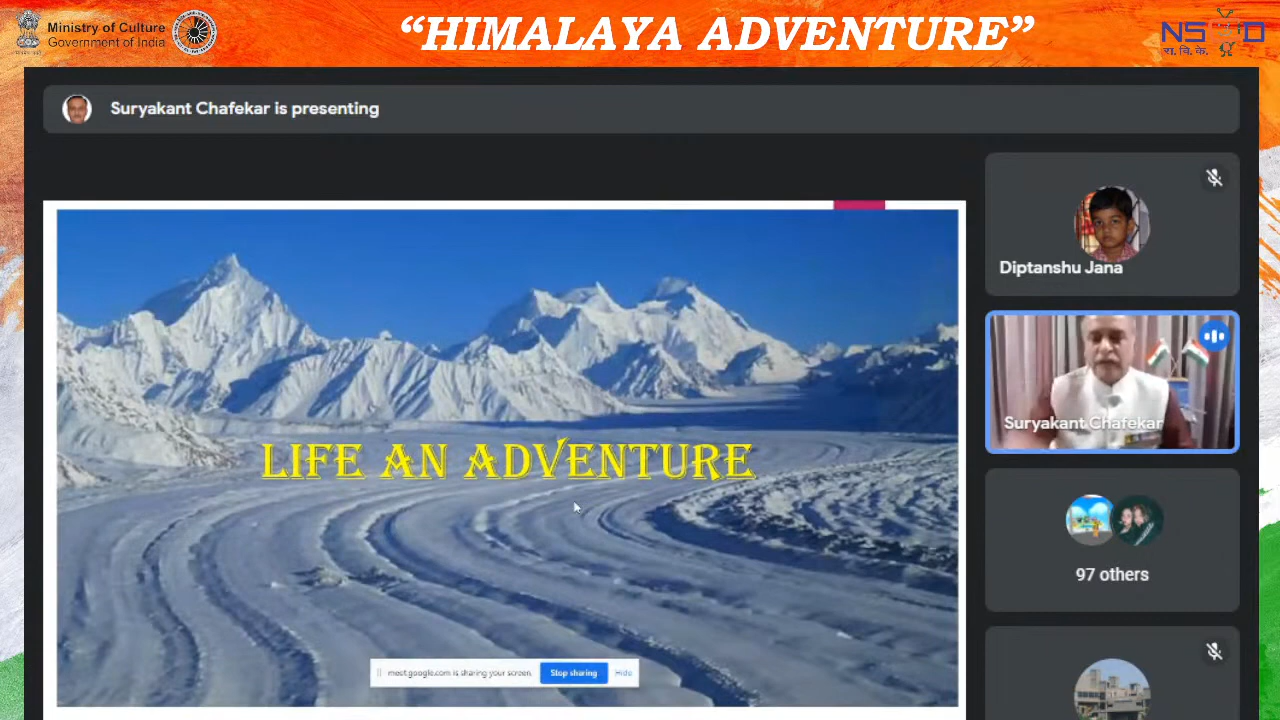 Ministry of Culture
Government of India
“HIMALAYA ADVENTURE”
रा. वि. के.
Suryakant Chafekar is presenting
Diptanshu Jana
Suryakant Chafekar
97 others
LIFE AN ADVENTURE
meet.google.com is sharing your screen.
Stop sharing
Hide